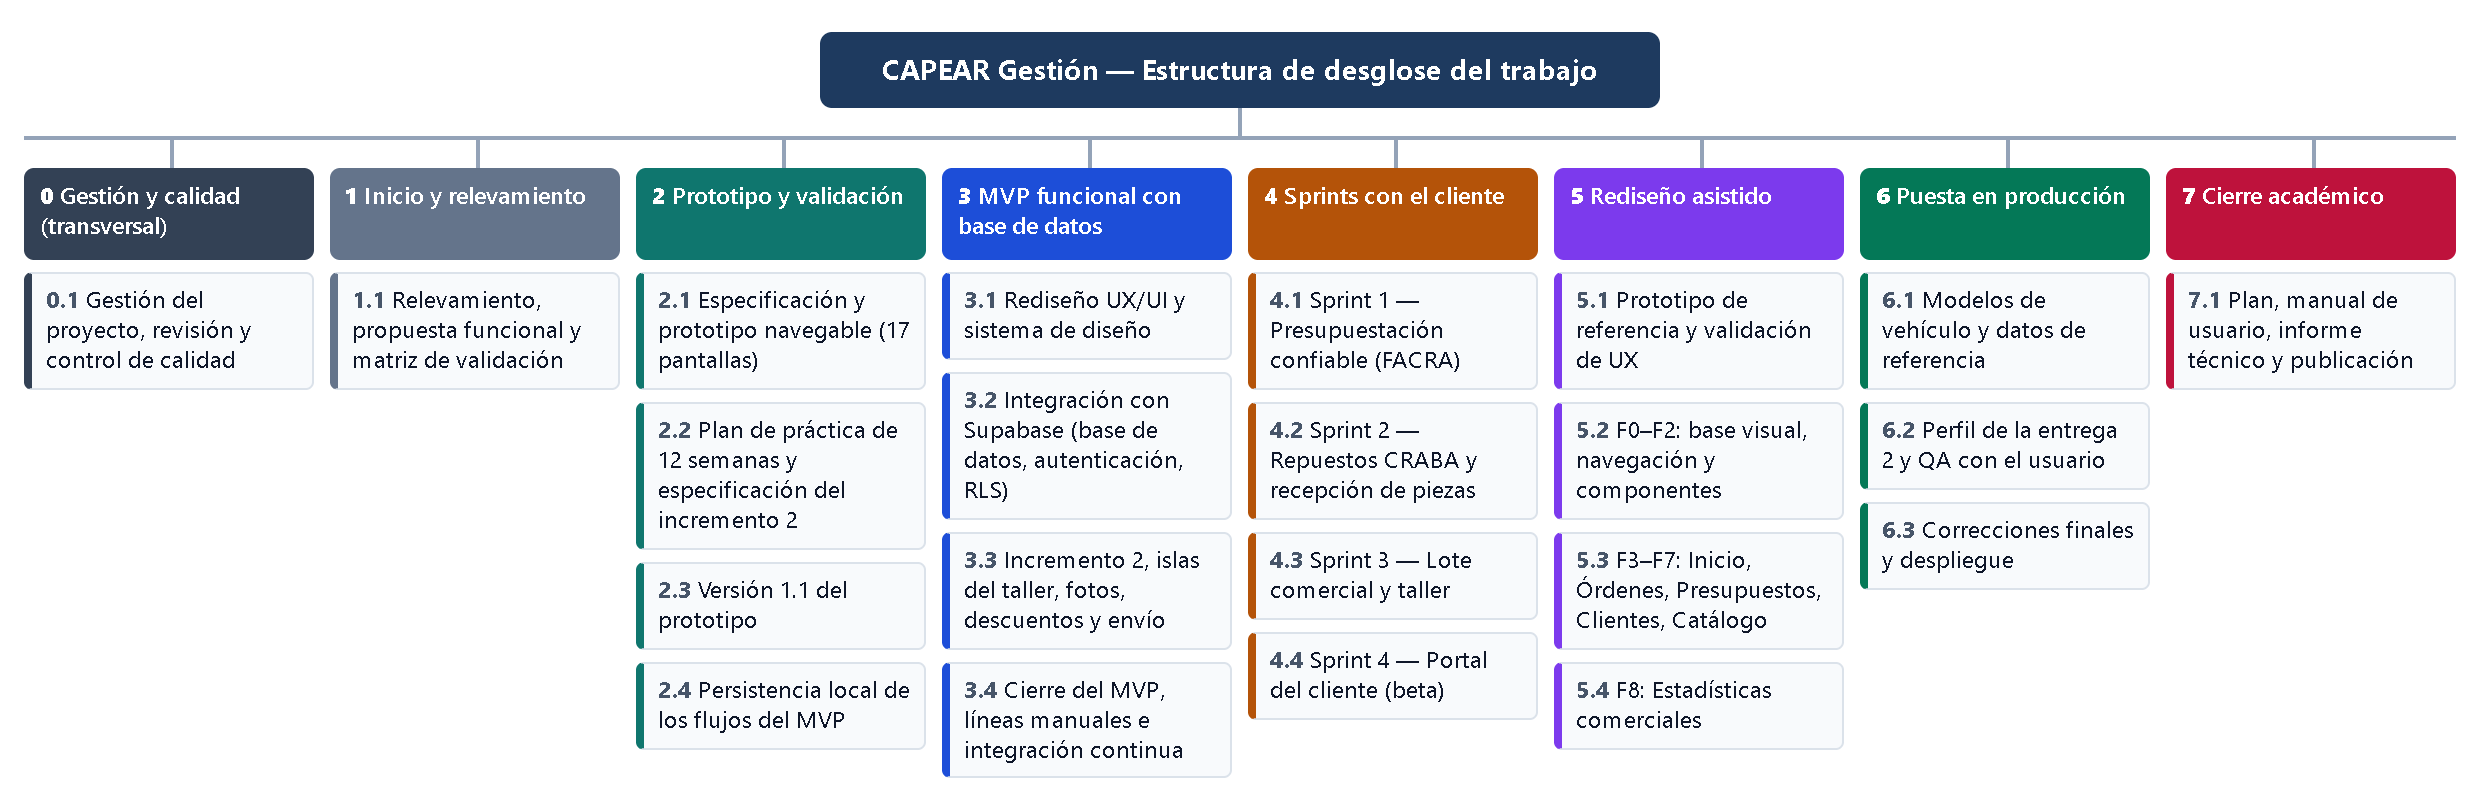 CAPEAR Gestión — Estructura de desglose del trabajo
0 Gestión y calidad
(transversal)
0.1 Gestión del
proyecto, revisión y
control de calidad
1 Inicio y relevamiento
1.1 Relevamiento,
propuesta funcional y
matriz de validación
2 Prototipo y validación
2.1 Especificación y
prototipo navegable (17
pantallas)
2.2 Plan de práctica de
12 semanas y
especificación del
incremento 2
2.3 Versión 1.1 del
prototipo
2.4 Persistencia local de
los flujos del MVP
3 MVP funcional con
base de datos
3.1 Rediseño UX/UI y
sistema de diseño
3.2 Integración con
Supabase (base de
datos, autenticación,
RLS)
3.3 Incremento 2, islas
del taller, fotos,
descuentos y envío
3.4 Cierre del MVP,
líneas manuales e
integración continua
4 Sprints con el cliente
4.1 Sprint 1 —
Presupuestación
confiable (FACRA)
4.2 Sprint 2 —
Repuestos CRABA y
recepción de piezas
4.3 Sprint 3 — Lote
comercial y taller
4.4 Sprint 4 — Portal
del cliente (beta)
5 Rediseño asistido
5.1 Prototipo de
referencia y validación
de UX
5.2 F0–F2: base visual,
navegación y
componentes
5.3 F3–F7: Inicio,
Órdenes, Presupuestos,
Clientes, Catálogo
5.4 F8: Estadísticas
comerciales
6 Puesta en producción
6.1 Modelos de
vehículo y datos de
referencia
6.2 Perfil de la entrega
2 y QA con el usuario
6.3 Correcciones finales
y despliegue
7 Cierre académico
7.1 Plan, manual de
usuario, informe
técnico y publicación